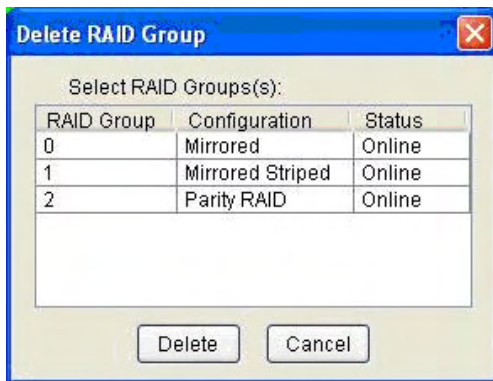 Delete RAID Group
Select RAID Groups(s):
RAID Group Configuration Status
0 Mirrored Online
1 Mirrored Striped Online
2 Parity RAID Online
Delete Cancel